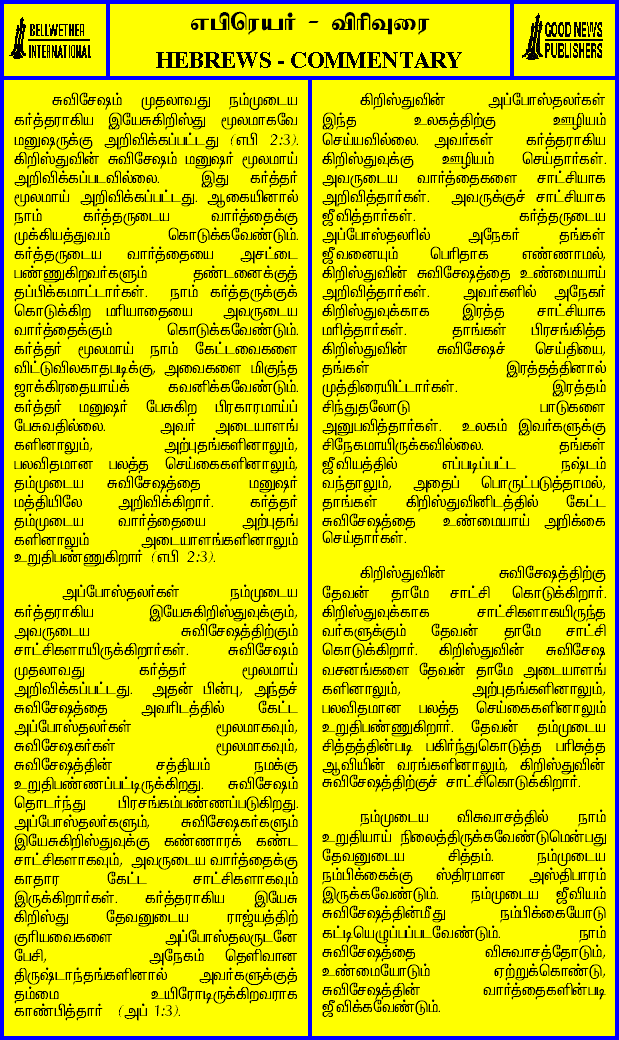 BELLWETHER
INTERNATIONAL
எபிரெயர் - விரிவுரை
HEBREWS - COMMENTARY
GOOD NEWS
PUBLISHERS
சுவிசேஷம் முதலாவது நம்முடைய
கர்த்தராகிய இயேசுகிறிஸ்து மூலமாகவே
மனுஷருக்கு அறிவிக்கப்பட்டது (எபி 2:3).
கிறிஸ்துவின் சுவிசேஷம் மனுஷர் மூலமாய்
அறிவிக்கப்படவில்லை. இது கர்த்தர்
மூலமாய் அறிவிக்கப்பட்டது. ஆகையினால்
நாம் கர்த்தருடைய வார்த்தைக்கு
முக்கியத்துவம் கொடுக்கவேண்டும்.
கர்த்தருடைய வார்த்தையை அசட்டை
பண்ணுகிறவர்களும் தண்டனைக்குத்
தப்பிக்கமாட்டார்கள். நாம் கர்த்தருக்குக்
கொடுக்கிற மரியாதையை அவருடைய
வார்த்தைக்கும் கொடுக்கவேண்டும்.
கர்த்தர் மூலமாய் நாம் கேட்டவைகளை
விட்டுவிலகாதபடிக்கு, அவைகளை மிகுந்த
ஜாக்கிரதையாய்க் கவனிக்கவேண்டும்.
கர்த்தர் மனுஷர் பேசுகிற பிரகாரமாய்ப்
பேசுவதில்லை. அவர் அடையாளங்
களினாலும், அற்புதங்களினாலும்,
பலவிதமான பலத்த செய்கைகளினாலும்,
தம்முடைய சுவிசேஷத்தை மனுஷர்
மத்தியிலே அறிவிக்கிறார். கர்த்தர்
தம்முடைய வார்த்தையை அற்புதங்
களினாலும் அடையாளங்களினாலும்
உறுதிபண்ணுகிறார் (எபி 2:3).
அப்போஸ்தலர்கள் நம்முடைய
கர்த்தராகிய இயேசுகிறிஸ்துவுக்கும்,
அவருடைய சுவிசேஷத்திற்கும்
சாட்சிகளாயிருக்கிறார்கள். சுவிசேஷம்
முதலாவது கர்த்தர் மூலமாய்
அறிவிக்கப்பட்டது. அதன் பின்பு, அந்தச்
சுவிசேஷத்தை அவரிடத்தில் கேட்ட
அப்போஸ்தலர்கள் மூலமாகவும்,
சுவிசேஷகர்கள் மூலமாகவும்,
சுவிசேஷத்தின் சத்தியம் நமக்கு
உறுதிபண்ணப்பட்டிருக்கிறது. சுவிசேஷம்
தொடர்ந்து பிரசங்கம்பண்ணப்படுகிறது.
அப்போஸ்தலர்களும், சுவிசேஷகர்களும்
இயேசுகிறிஸ்துவுக்கு கண்ணாரக் கண்ட
சாட்சிகளாகவும், அவருடைய வார்த்தைக்கு
காதார கேட்ட சாட்சிகளாகவும்
இருக்கிறார்கள். கர்த்தராகிய இயேசு
கிறிஸ்து தேவனுடைய ராஜ்யத்திற்
குரியவைகளை அப்போஸ்தலருடனே
பேசி, அநேகம் தெளிவான
திருஷ்டாந்தங்களினால் அவர்களுக்குத்
தம்மை உயிரோடிருக்கிறவராக
காண்பித்தார் (அப் 1:3).
கிறிஸ்துவின் அப்போஸ்தலர்கள்
இந்த உலகத்திற்கு ஊழியம்
செய்யவில்லை. அவர்கள் கர்த்தராகிய
கிறிஸ்துவுக்கு ஊழியம் செய்தார்கள்.
அவருடைய வார்த்தைகளை சாட்சியாக
அறிவித்தார்கள். அவருக்குச் சாட்சியாக
ஜீவித்தார்கள். கர்த்தருடைய
அப்போஸ்தலரில் அநேகர் தங்கள்
ஜீவனையும் பெரிதாக எண்ணாமல்,
கிறிஸ்துவின் சுவிசேஷத்தை உண்மையாய்
அறிவித்தார்கள். அவர்களில் அநேகர்
கிறிஸ்துவுக்காக இரத்த சாட்சியாக
மரித்தார்கள். தாங்கள் பிரசங்கித்த
கிறிஸ்துவின் சுவிசேஷச் செய்தியை,
தங்கள் இரத்தத்தினால்
முத்திரையிட்டார்கள். இரத்தம்
சிந்துதலோடு பாடுகளை
அனுபவித்தார்கள். உலகம் இவர்களுக்கு
சிநேகமாயிருக்கவில்லை. தங்கள்
ஜீவியத்தில் எப்படிப்பட்ட நஷ்டம்
வந்தாலும், அதைப் பொருட்படுத்தாமல்,
தாங்கள் கிறிஸ்துவினிடத்தில் கேட்ட
சுவிசேஷத்தை உண்மையாய் அறிக்கை
செய்தார்கள்.
கிறிஸ்துவின் சுவிசேஷத்திற்கு
தேவன் தாமே சாட்சி கொடுக்கிறார்.
கிறிஸ்துவுக்காக சாட்சிகளாகயிருந்த
வர்களுக்கும் தேவன் தாமே சாட்சி
கொடுக்கிறார். கிறிஸ்துவின் சுவிசேஷ
வசனங்களை தேவன் தாமே அடையாளங்
களினாலும், அற்புதங்களினாலும்,
பலவிதமான பலத்த செய்கைகளினாலும்
உறுதிபண்ணுகிறார். தேவன் தம்முடைய
சித்தத்தின்படி பகிர்ந்துகொடுத்த பரிசுத்த
ஆவியின் வரங்களினாலும், கிறிஸ்துவின்
சுவிசேஷத்திற்குச் சாட்சிகொடுக்கிறார்.
நம்முடைய விசுவாசத்தில் நாம்
உறுதியாய் நிலைத்திருக்கவேண்டுமென்பது
தேவனுடைய சித்தம். நம்முடைய
நம்பிக்கைக்கு ஸ்திரமான அஸ்திபாரம்
இருக்கவேண்டும். நம்முடைய ஜீவியம்
சுவிசேஷத்தின்மீது நம்பிக்கையோடு
கட்டியெழுப்பப்படவேண்டும். நாம்
சுவிசேஷத்தை விசுவாசத்தோடும்,
உண்மையோடும் ஏற்றுக்கொண்டு,
சுவிசேஷத்தின் வார்த்தைகளின்படி
ஜீவிக்கவேண்டும்.